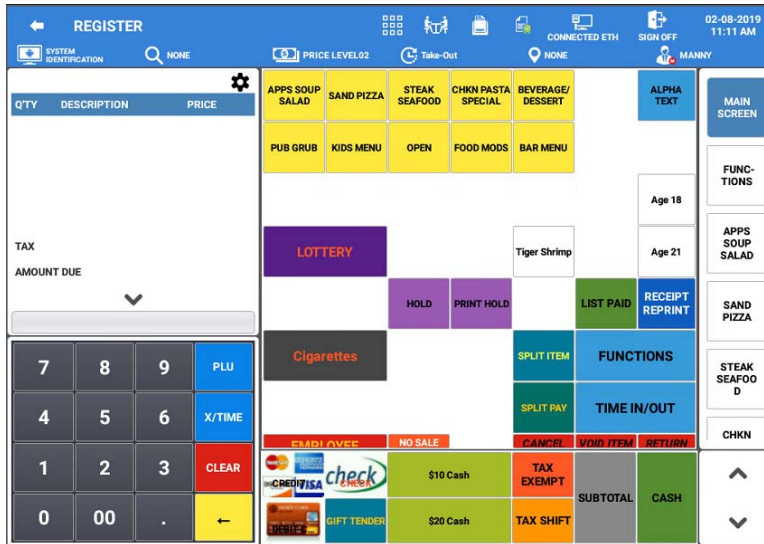 REGISTER
CONNECTED ETH
SIGN OFF
02-08-2019
11:11 AM
SYSTEM
IDENTIFICATION
NONE
PRICE LEVEL02
Take-Out
NONE
MANNY
Q'TY DESCRIPTION PRICE
TAX
AMOUNT DUE
7 8 9 PLU
4 5 6 X/TIME
1 2 3 CLEAR
0 00 . ←
APPS SOUP
SALAD
SAND PIZZA
STEAK
SEAFOOD
CHKN PASTA
SPECIAL
BEVERAGE/
DESSERT
ALPHA
TEXT
PUB GRUB
KIDS MENU
OPEN
FOOD MODS
BAR MENU
Age 18
LOTTERY
Tiger Shrimp
Age 21
HOLD
PRINT HOLD
LIST PAID
RECEIPT
REPRINT
Cigarettes
SPLIT ITEM
FUNCTIONS
SPLIT PAY
TIME IN/OUT
EMPLOYEE
NO SALE
CANCEL
VOID ITEM
RETURN
CREDIT
VISA
check
CHECK
$10 Cash
TAX
EXEMPT
SUBTOTAL
CASH
DEBIT C
GIFT TENDER
$20 Cash
TAX SHIFT
MAIN
SCREEN
FUNC-
TIONS
APPS
SOUP
SALAD
SAND
PIZZA
STEAK
SEAFOO
D
CHKN